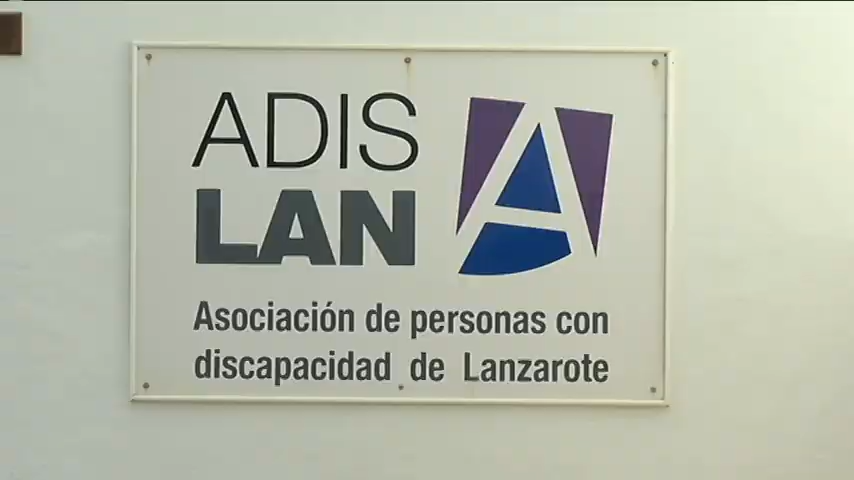 ADIS
LAN
Asociación de personas con
discapacidad de Lanzarote